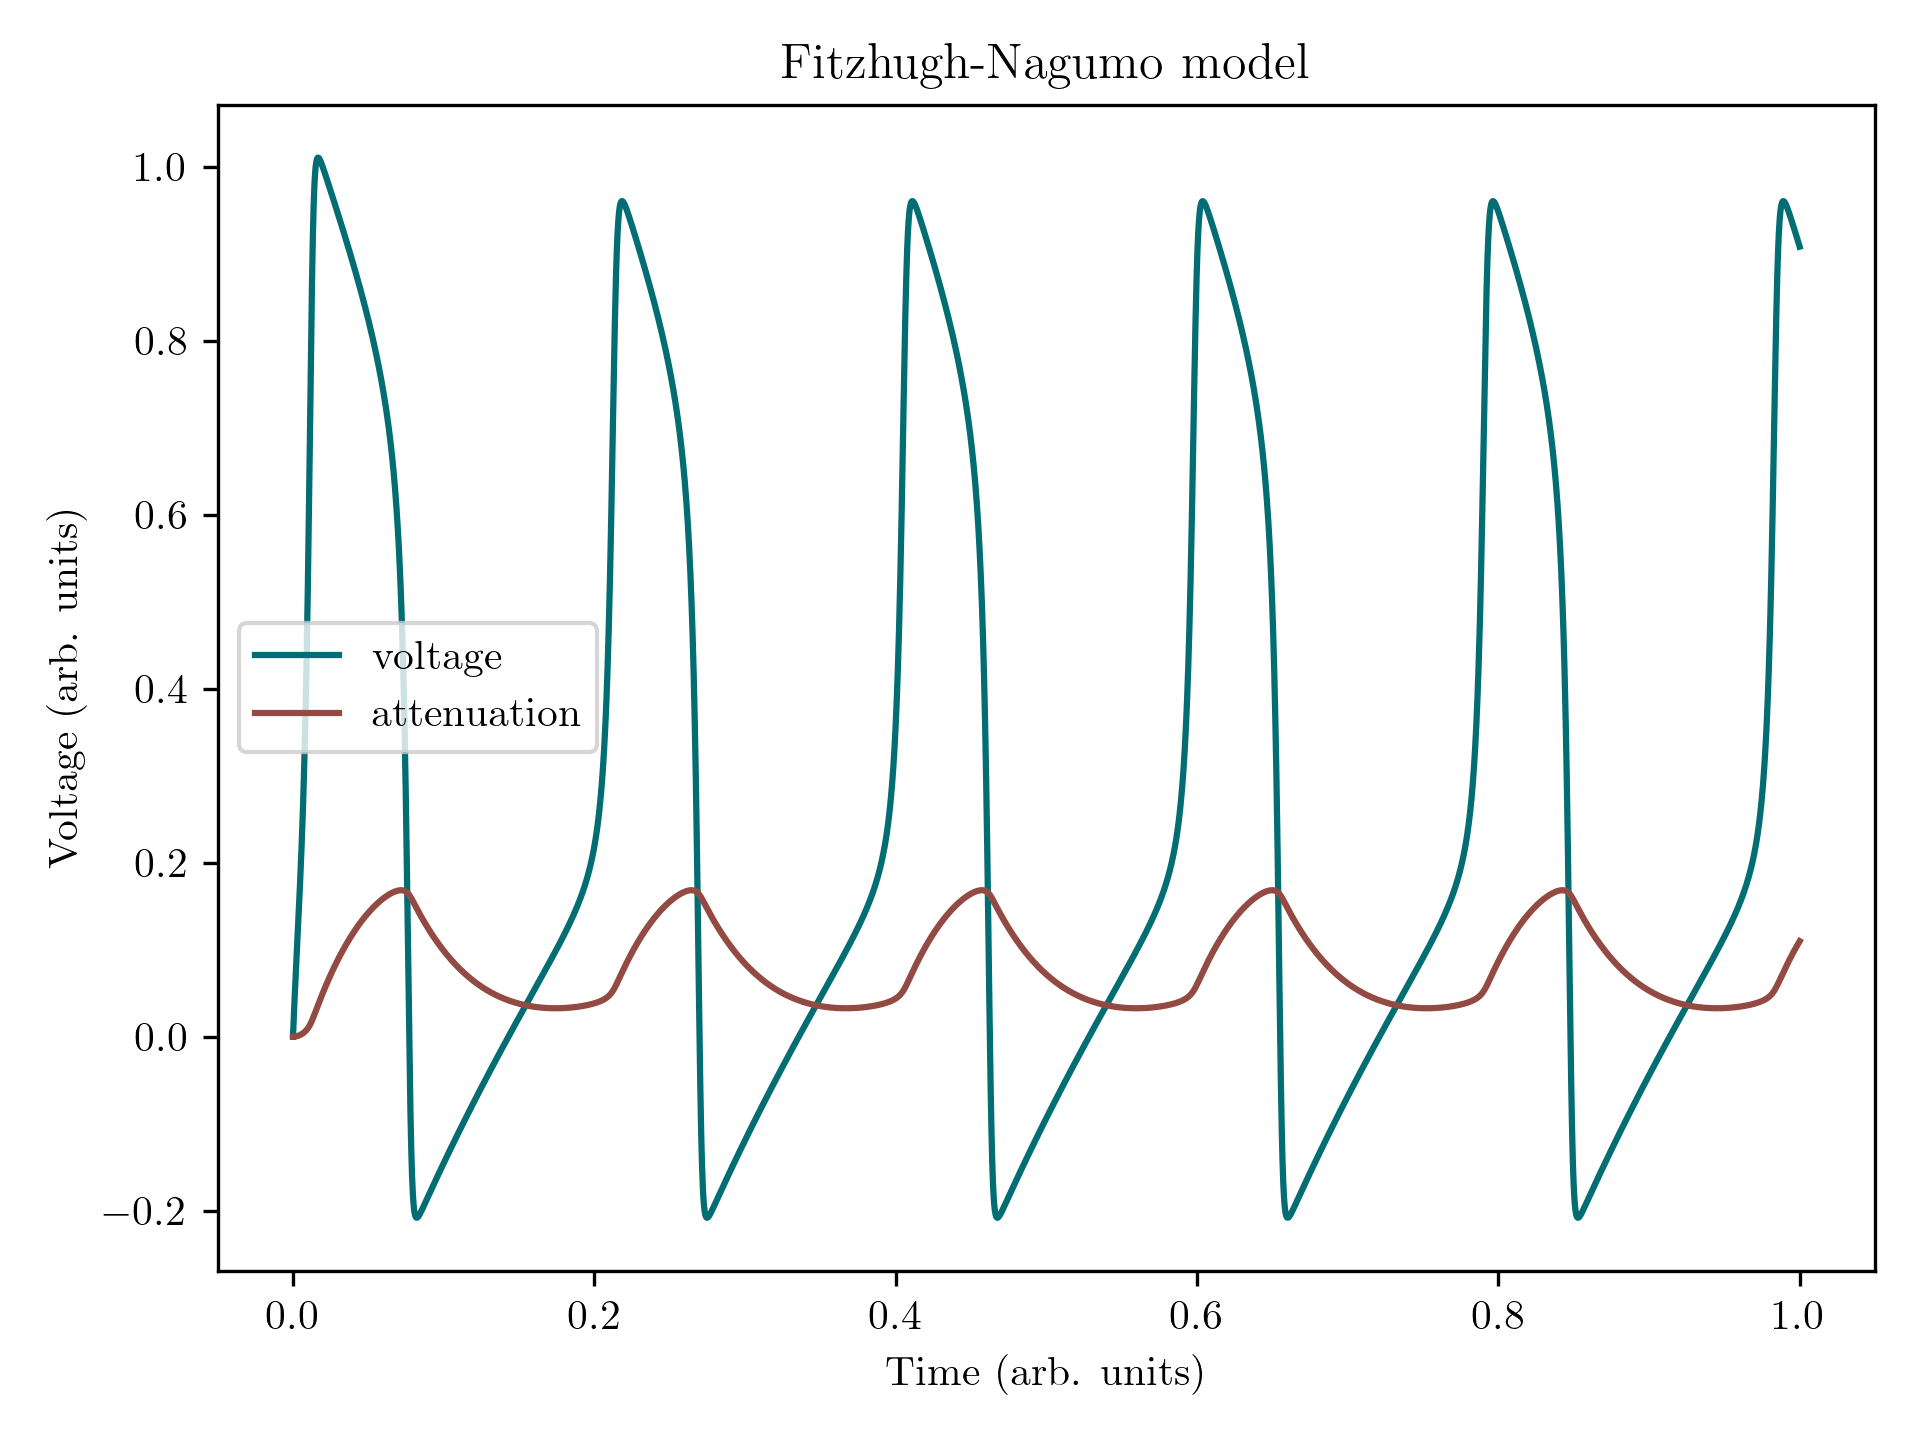 Fitzhugh-Nagumo model
Voltage (arb. units)
1.0
0.8
0.6
0.4
0.2
0.0
−0.2
voltage
attenuation
0.0 0.2 0.4 0.6 0.8 1.0
Time (arb. units)